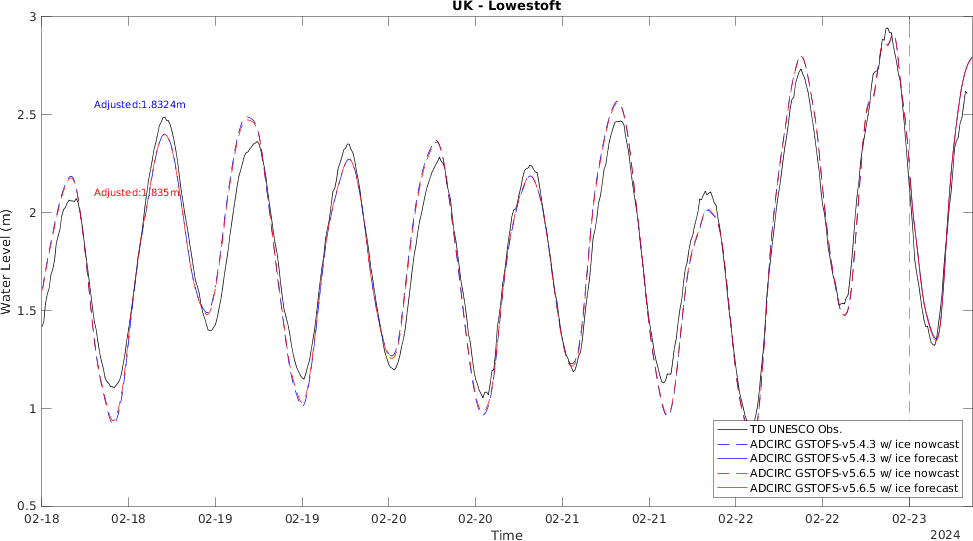 UK - Lowestoft
3
2.5
2
1.5
1
0.5
Water Level (m)
Adjusted:1.8324m
Adjusted:1.835m
TD UNESCO Obs.
ADCIRC GSTOFS-v5.4.3 w/ ice nowcast
ADCIRC GSTOFS-v5.4.3 w/ ice forecast
ADCIRC GSTOFS-v5.6.5 w/ ice nowcast
ADCIRC GSTOFS-v5.6.5 w/ ice forecast
02-18 02-18 02-19 02-19 02-20 02-20 02-21 02-21 02-22 02-22 02-23
Time
2024